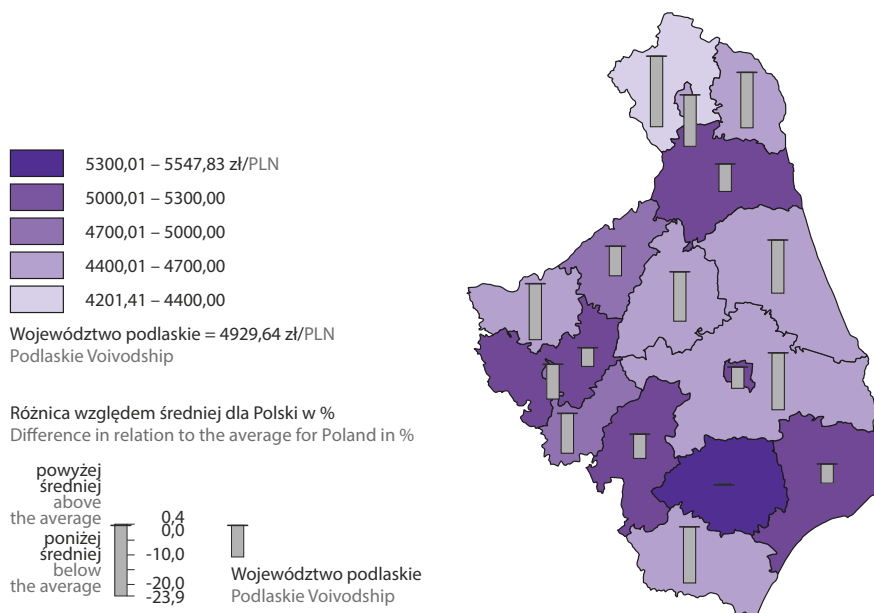 5300,01 – 5547,83 zł/PLN
5000,01 – 5300,00
4700,01 – 5000,00
4400,01 – 4700,00
4201,41 – 4400,00
Województwo podlaskie = 4929,64 zł/PLN
Podlaskie Voivodship
Różnica względem średniej dla Polski w %
Difference in relation to the average for Poland in %
powyżej
średniej
above
the average
0,4
0,0
poniżej
średniej
below
the average
-10,0
-20,0
-23,9
Województwo podlaskie
Podlaskie Voivodship